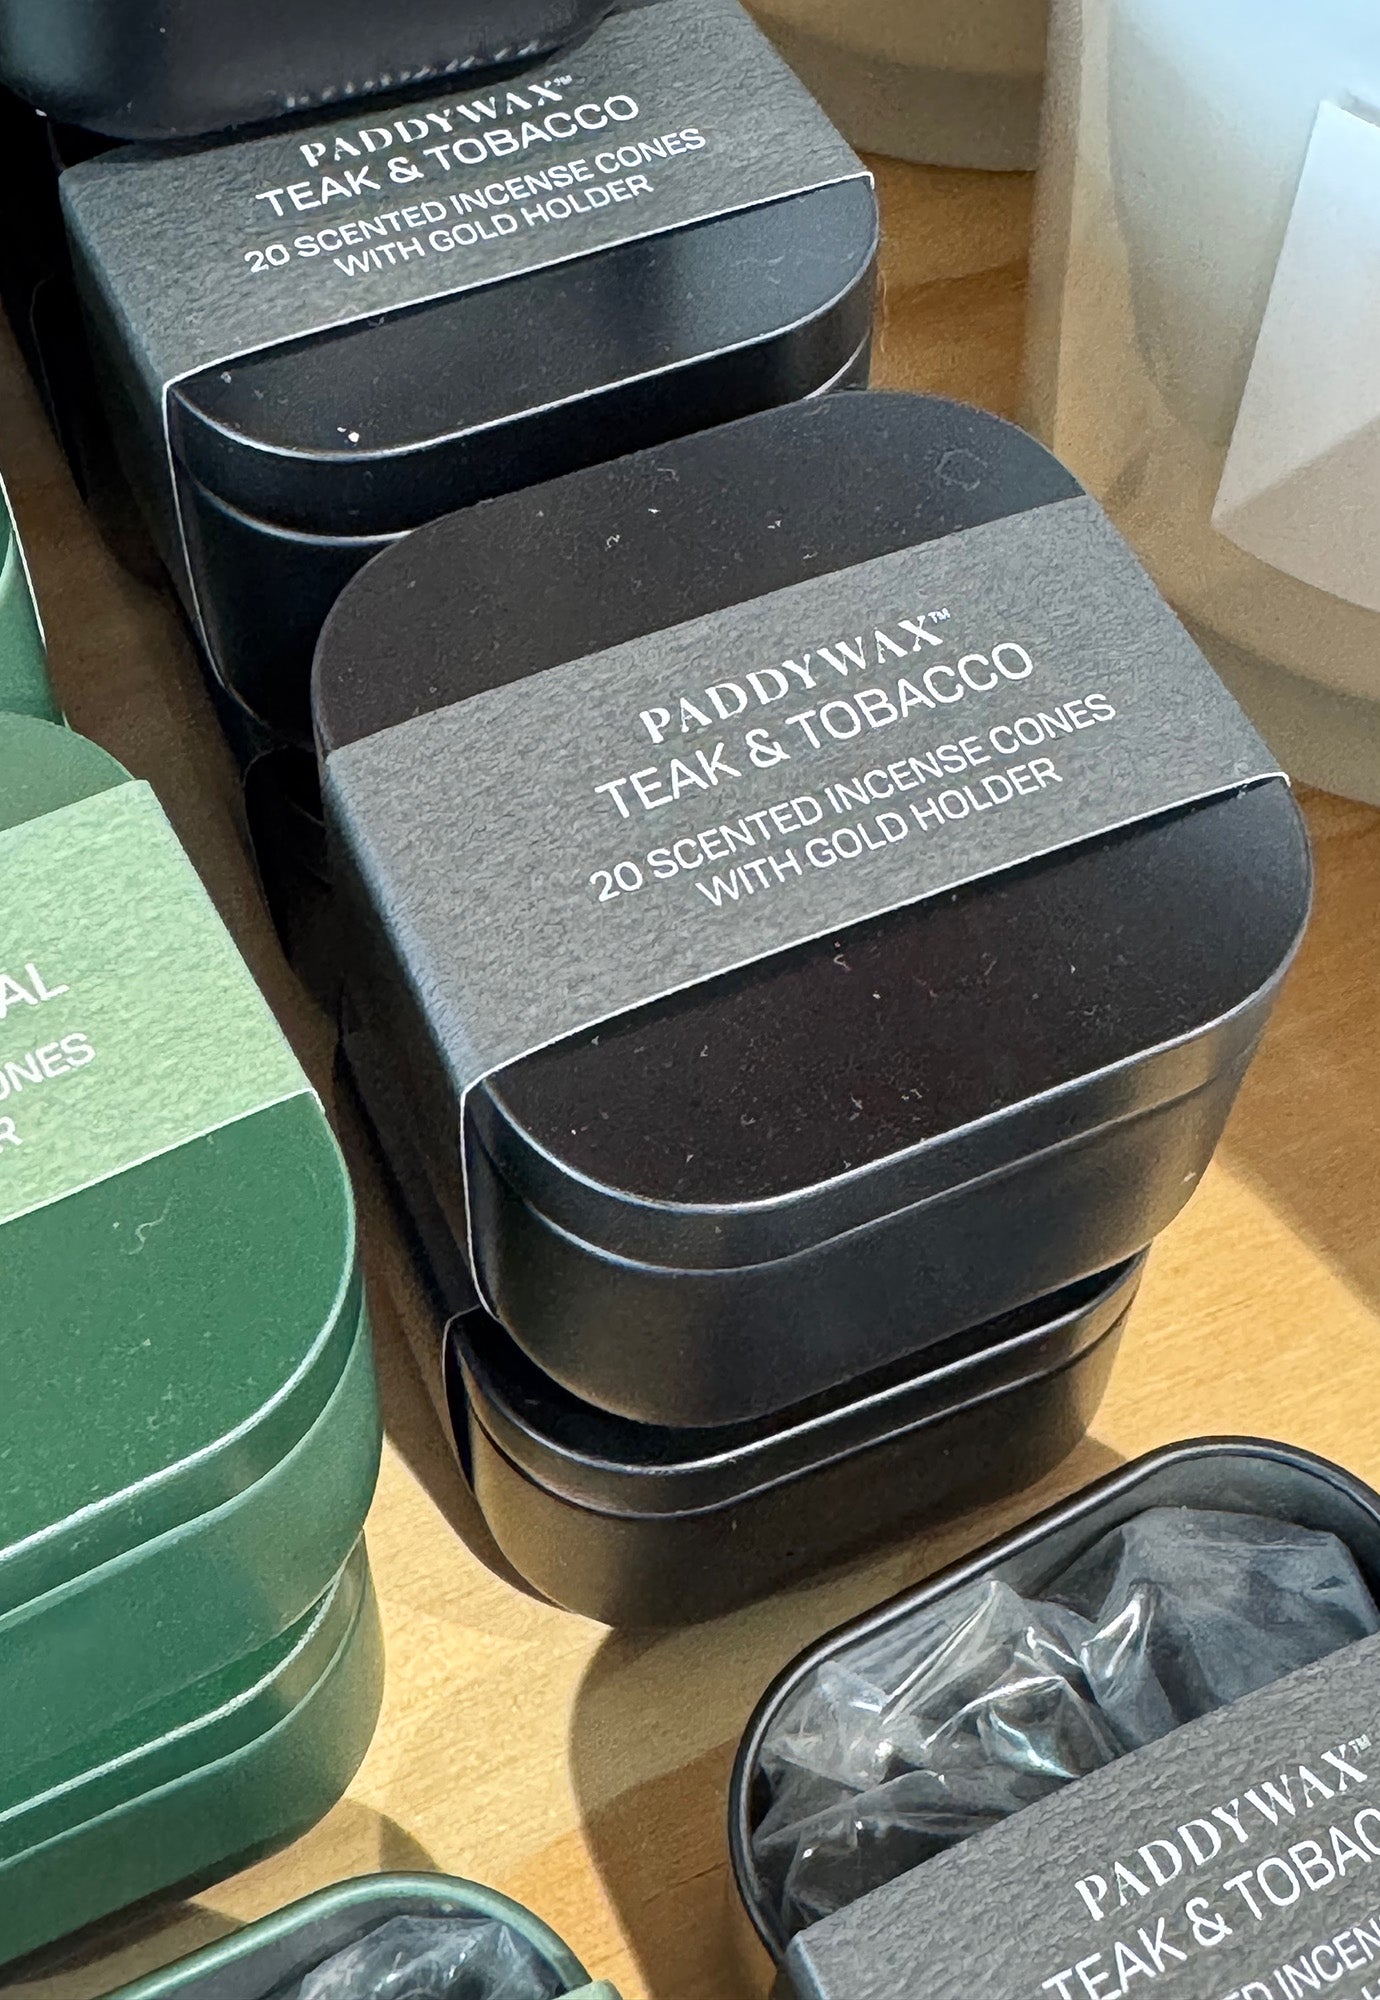 PADDYWAX™
TEAK & TOBACCO
20 SCENTED INCENSE CONES
WITH GOLD HOLDER
PADDYWAX™
TEAK & TOBACCO
20 SCENTED INCENSE CONES
WITH GOLD HOLDER
PADDYWAX™
TEAK &